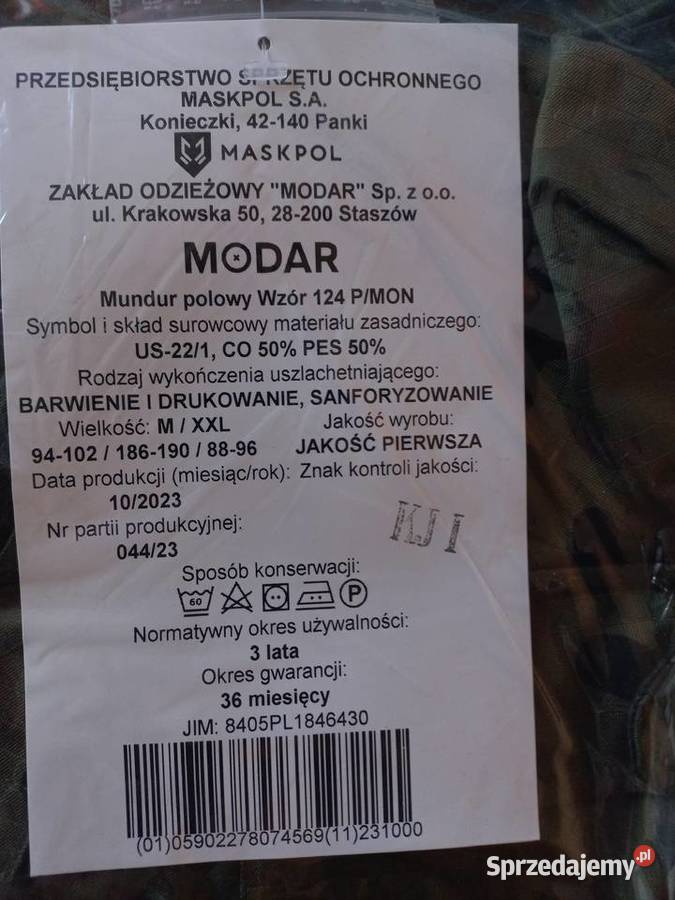 PRZEDSIĘBIORSTWO SPRZĘTU OCHRONNEGO
MASKPOL S.A.
Konieczki, 42-140 Panki
MASKPOL
ZAKŁAD ODZIEŻOWY "MODAR" Sp. z o.o.
ul. Krakowska 50, 28-200 Staszów
MODAR
Mundur polowy Wzór 124 P/MON
Symbol i skład surowcowy materiału zasadniczego:
US-22/1, CO 50% PES 50%
Rodzaj wykończenia uszlachetniającego:
BARWIENIE I DRUKOWANIE, SANFORYZOWANIE
Wielkość: M / XXL
94-102 / 186-190 / 88-96
Jakość wyrobu:
JAKOŚĆ PIERWSZA
Data produkcji (miesiąc/rok):
10/2023
Znak kontroli jakości:
KJ I
Nr partii produkcyjnej:
044/23
Sposób konserwacji:
60 P
Normatywny okres używalności:
3 lata
Okres gwarancji:
36 miesięcy
JIM: 8405PL1846430
(01)05902278074569(11)231000
Sprzedajemy.pl